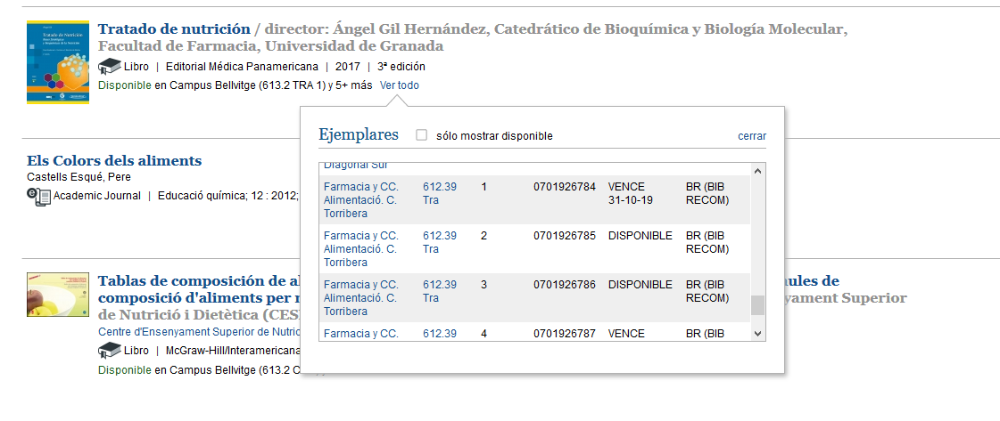 Tratado de Nutrición
Tratado de nutrición / director: Ángel Gil Hernández, Catedrático de Bioquímica y Biología Molecular,
Facultad de Farmacia, Universidad de Granada
Libro | Editorial Médica Panamericana | 2017 | 3ª edición
Disponible en Campus Bellvitge (613.2 TRA 1) y 5+ más Ver todo
Ejemplares sólo mostrar disponible cerrar
Diagonal Sur
Farmacia y CC. 612.39 1 0701926784 VENCE BR (BIB
Alimentació. C. Tra 31-10-19 RECOM)
Torribera
Farmacia y CC. 612.39 2 0701926785 DISPONIBLE BR (BIB
Alimentació. C. Tra RECOM)
Torribera
Farmacia y CC. 612.39 3 0701926786 DISPONIBLE BR (BIB
Alimentació. C. Tra RECOM)
Torribera
Farmacia y CC. 612.39 4 0701926787 VENCE BR (BIB
Els Colors dels aliments
Castells Esqué, Pere
Academic Journal | Educació química; 12 : 2012;
Tablas de composición de al ules de
composició d'aliments per yament Superior
de Nutrició i Dietètica (CES
Centre d'Ensenyament Superior de Nutric
Libro | McGraw-Hill/Interamericana
Disponible en Campus Bellvitge (613.2 C